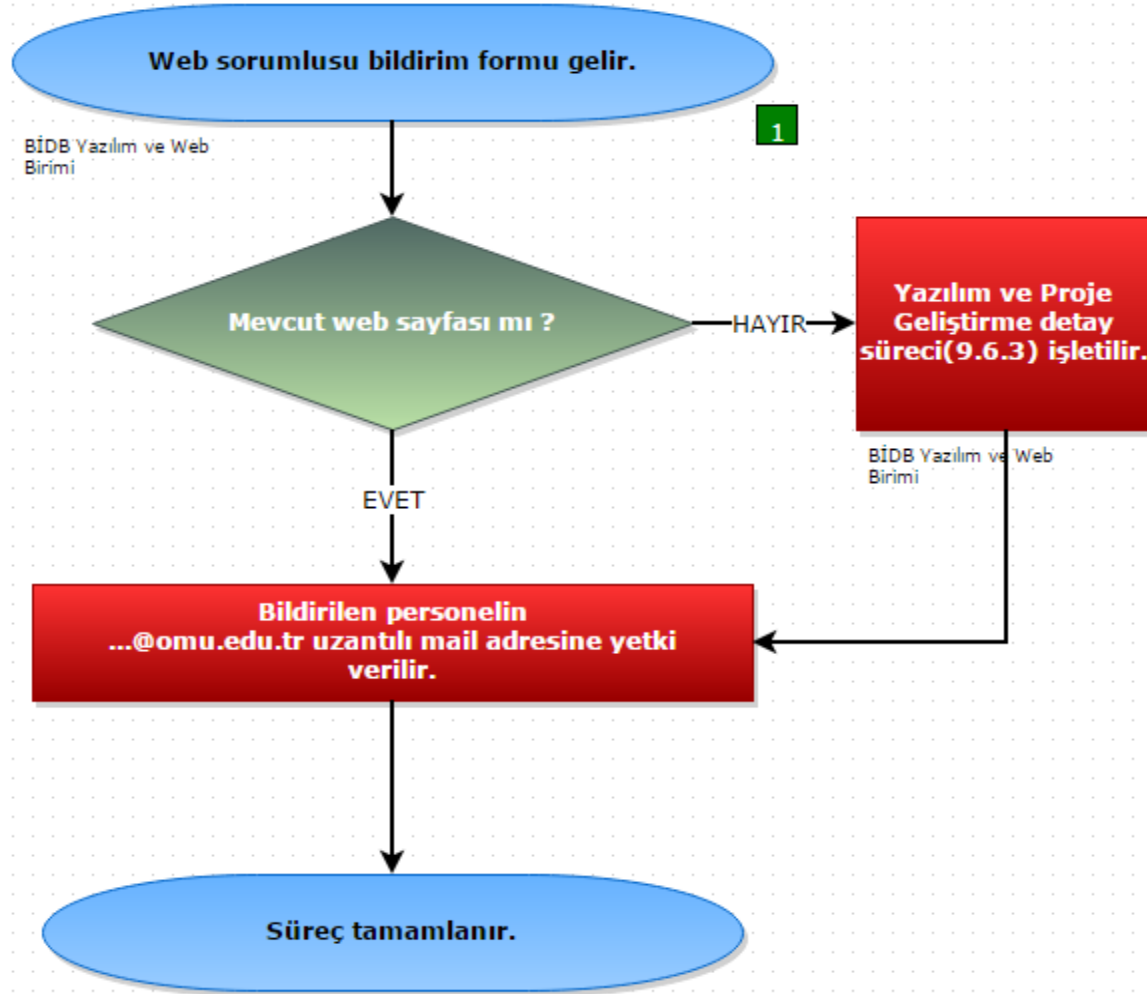 Web sorumlusu bildirim formu gelir.
BİDB Yazılım ve Web
Birimi
1
Mevcut web sayfası mı ?
HAYIR
Yazılım ve Proje
Geliştirme detay
süreci(9.6.3) işletilir.
BİDB Yazılım ve Web
Birimi
EVET
Bildirilen personelin
...@omu.edu.tr uzantılı mail adresine yetki
verilir.
Süreç tamamlanır.